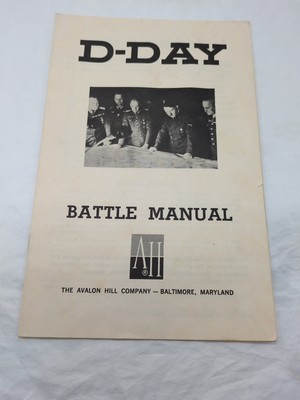 D-DAY
BATTLE MANUAL
AH
THE AVALON HILL COMPANY — BALTIMORE, MARYLAND